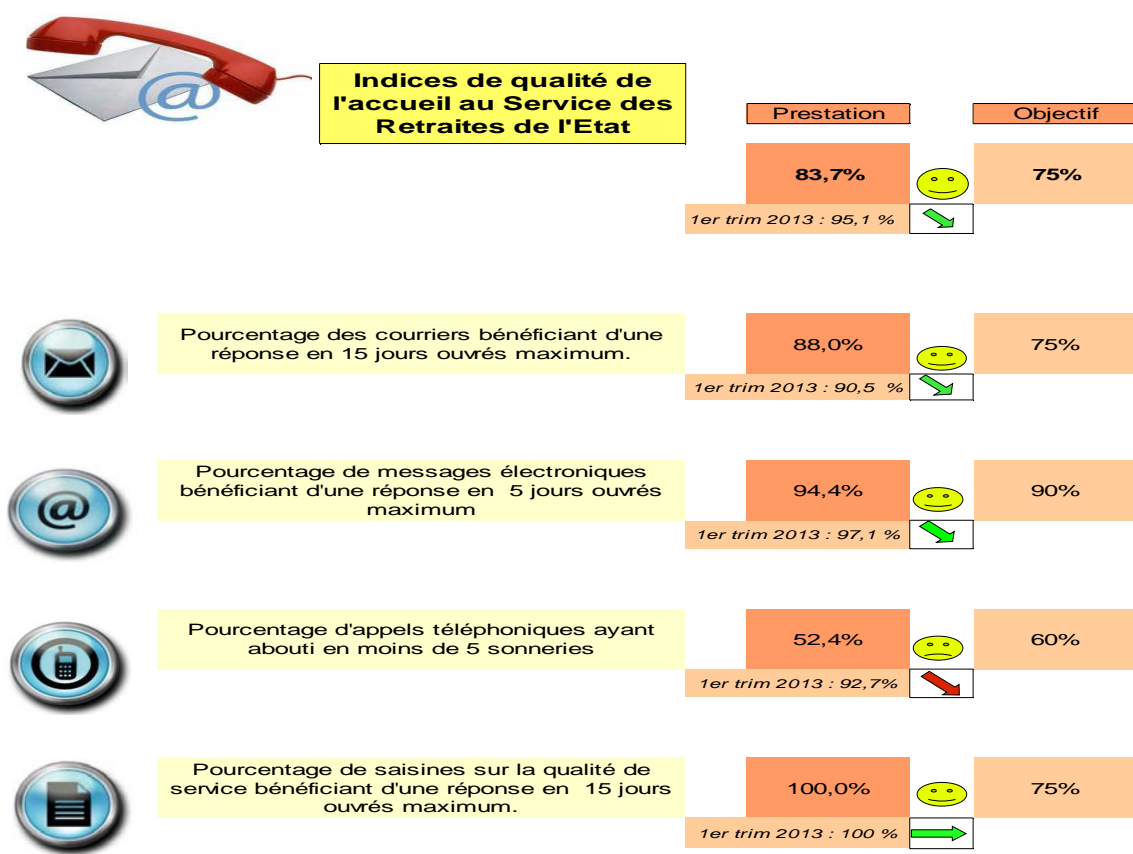 Indices de qualité de
l'accueil au Service des
Retraites de l'Etat
Prestation
Objectif
83,7%
75%
1er trim 2013 : 95,1 %
Pourcentage des courriers bénéficiant d'une
réponse en 15 jours ouvrés maximum.
88,0%
75%
1er trim 2013 : 90,5 %
Pourcentage de messages électroniques
bénéficiant d'une réponse en 5 jours ouvrés
maximum
94,4%
90%
1er trim 2013 : 97,1 %
Pourcentage d'appels téléphoniques ayant
abouti en moins de 5 sonneries
52,4%
60%
1er trim 2013 : 92,7%
Pourcentage de saisines sur la qualité de
service bénéficiant d'une réponse en 15 jours
ouvrés maximum.
100,0%
75%
1er trim 2013 : 100 %